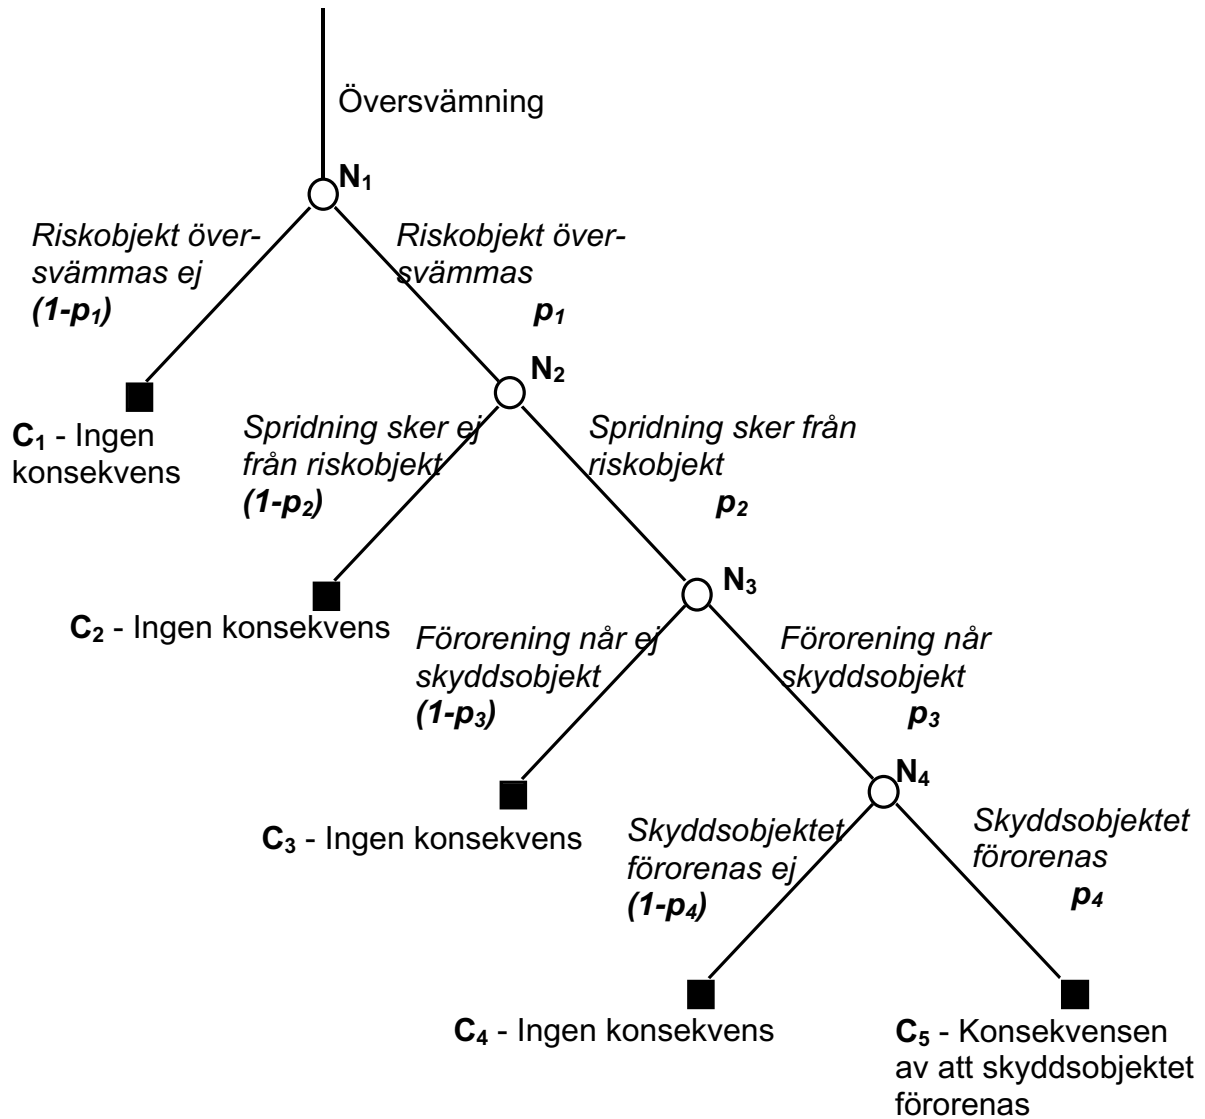 Översvämning
N₁
Riskobjekt över-
svämmas ej
(1-p₁)
Riskobjekt över-
svämmas
p₁
C₁ - Ingen
konsekvens
N₂
Spridning sker ej
från riskobjekt
(1-p₂)
Spridning sker från
riskobjekt
p₂
C₂ - Ingen konsekvens
N₃
Förorening når ej
skyddsobjekt
(1-p₃)
Förorening når
skyddsobjekt
p₃
C₃ - Ingen konsekvens
N₄
Skyddsobjektet
förorenas ej
(1-p₄)
Skyddsobjektet
förorenas
p₄
C₄ - Ingen konsekvens
C₅ - Konsekvensen
av att skyddsobjektet
förorenas